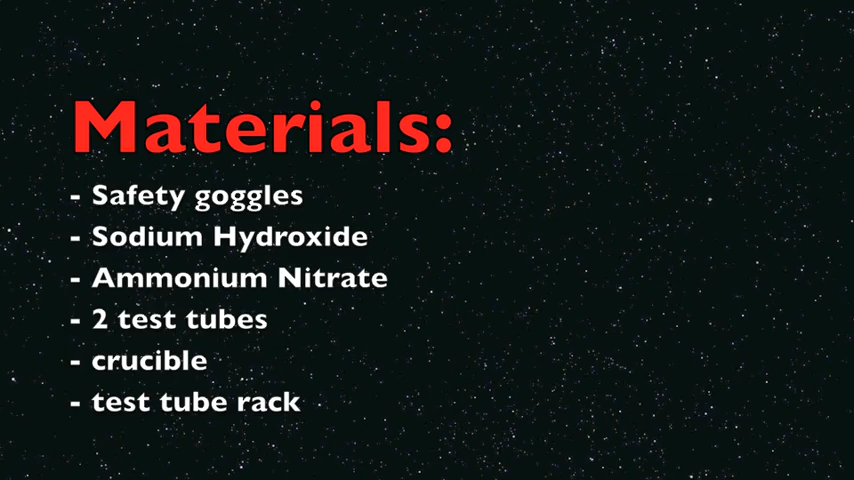 Materials:
- Safety goggles
- Sodium Hydroxide
- Ammonium Nitrate
- 2 test tubes
- crucible
- test tube rack